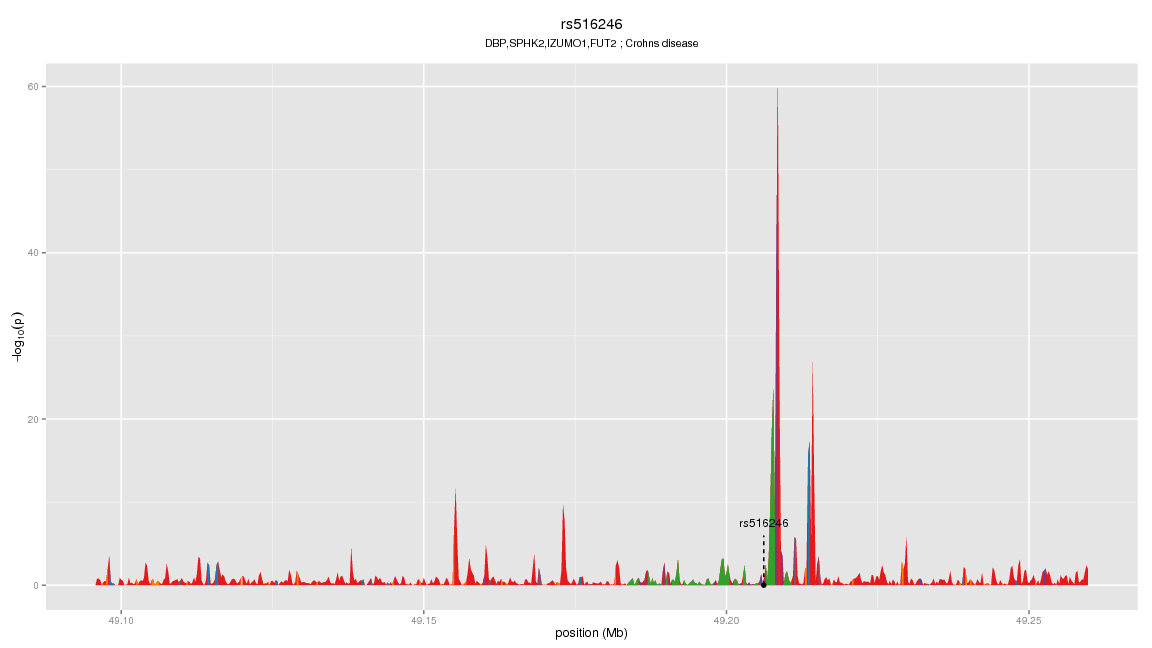 rs516246
DBP,SPHK2,IZUMO1,FUT2 ; Crohns disease
60
40
20
0
−log10(p)
rs516246
49.10
49.15
49.20
49.25
position (Mb)